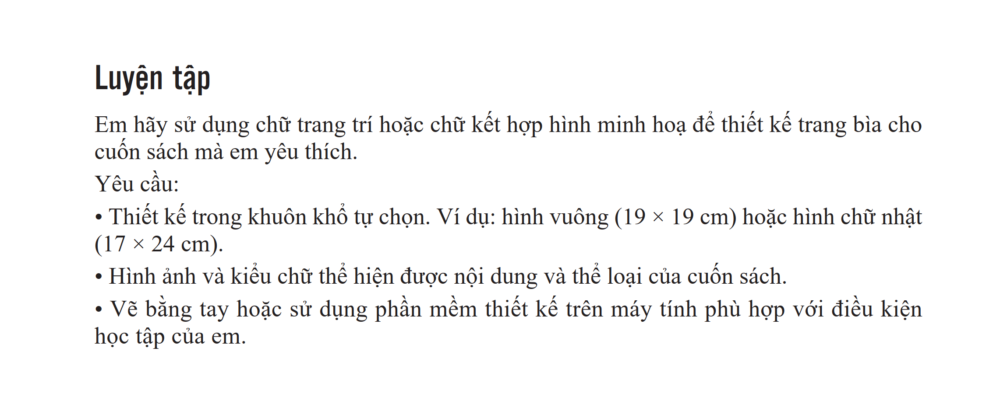 Luyện tập
Em hãy sử dụng chữ trang trí hoặc chữ kết hợp hình minh hoạ để thiết kế trang bìa cho
cuốn sách mà em yêu thích.
Yêu cầu:
• Thiết kế trong khuôn khổ tự chọn. Ví dụ: hình vuông (19 × 19 cm) hoặc hình chữ nhật
(17 × 24 cm).
• Hình ảnh và kiểu chữ thể hiện được nội dung và thể loại của cuốn sách.
• Vẽ bằng tay hoặc sử dụng phần mềm thiết kế trên máy tính phù hợp với điều kiện
học tập của em.